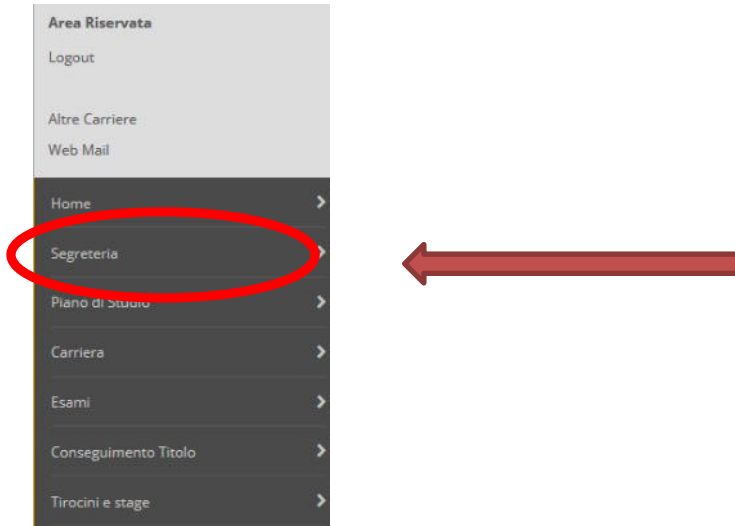 Area Riservata
Logout
Altre Carriere
Web Mail
Home
Segreteria
Piano di Studio
Carriera
Esami
Conseguimento Titolo
Tirocini e stage